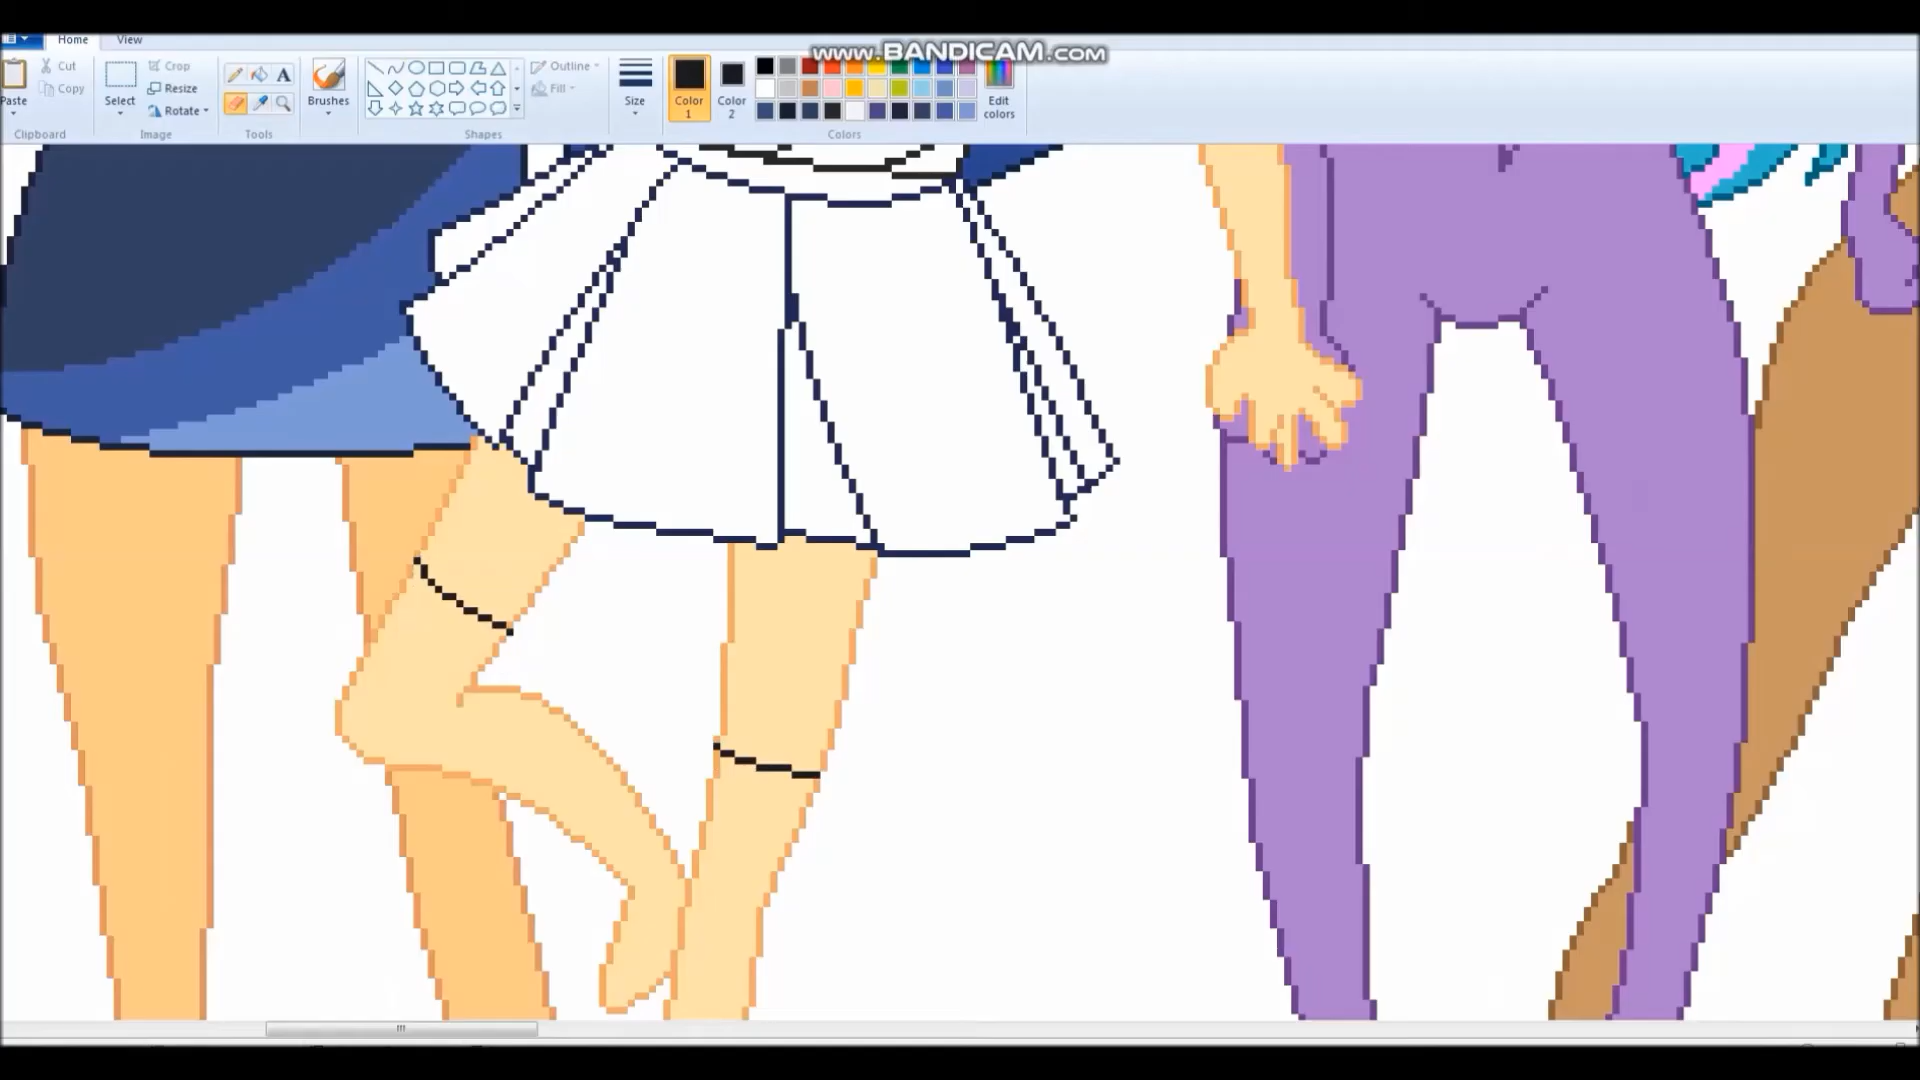 Home View
www.BANDICAM.com
Cut Crop Outline
Copy Resize Fill
Paste Select Rotate Brushes Size Color 1 Color 2 Edit colors
Clipboard Image Tools Shapes Colors
A